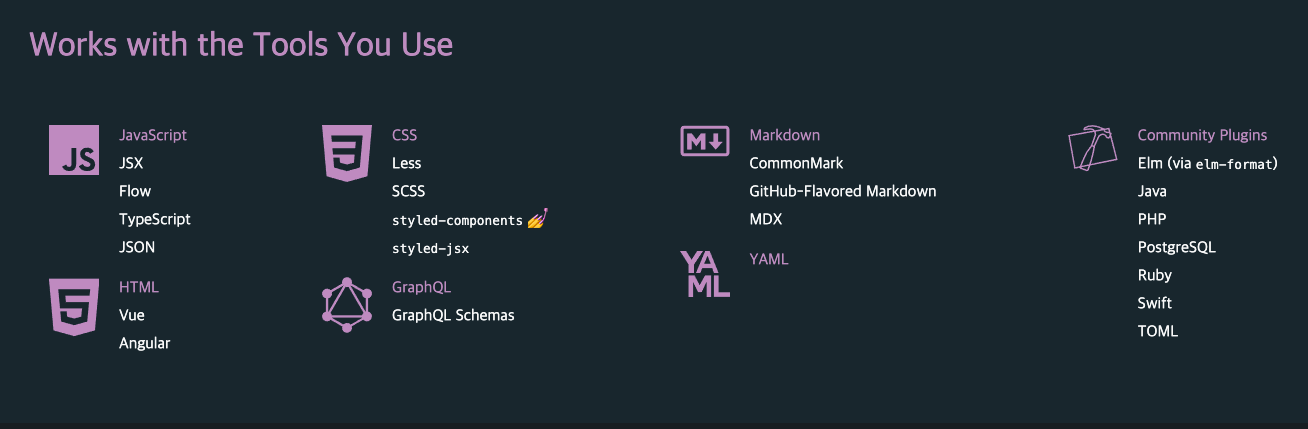 Works with the Tools You Use
JS
JavaScript
JSX
Flow
TypeScript
JSON
HTML
Vue
Angular
CSS
Less
SCSS
styled-components 💅
styled-jsx
GraphQL
GraphQL Schemas
M
Markdown
CommonMark
GitHub-Flavored Markdown
MDX
YA
ML
YAML
Community Plugins
Elm (via elm-format)
Java
PHP
PostgreSQL
Ruby
Swift
TOML